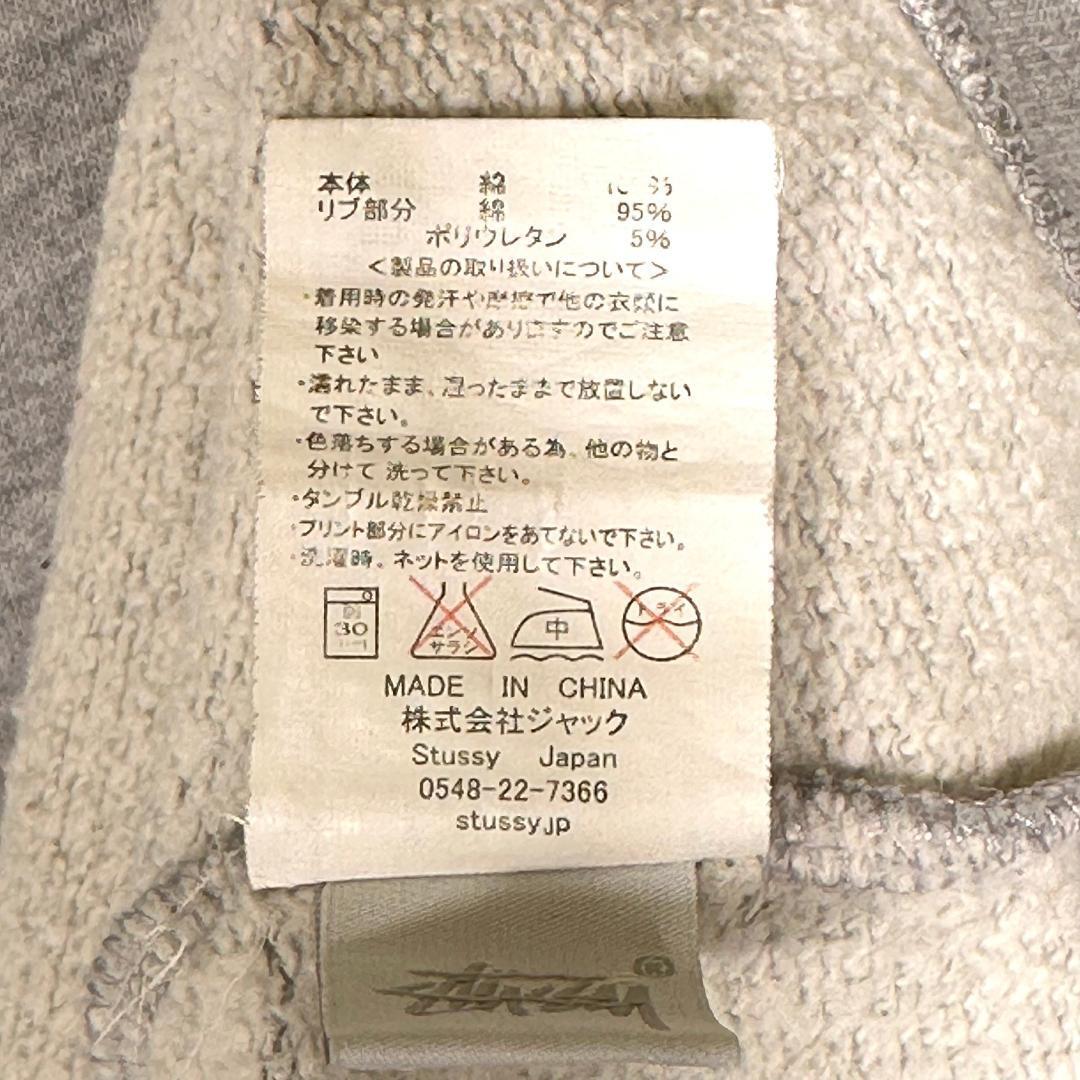 本体 綿
リブ部分 綿 95%
ポリウレタン 5%
＜製品の取り扱いについて＞
・着用時の発汗や摩擦で他の衣類に
移染する場合がありますのでご注意
下さい
・濡れたまま、湿ったままで放置しない
で下さい。
・色落ちする場合がある為、他の物と
分けて 洗って下さい。
・タンブル乾燥禁止
・プリント部分にアイロンをあてないで下さい。
・洗濯時、ネットを使用して下さい。
30 エンソ サラシ 中 ドライ
MADE IN CHINA
株式会社ジャック
Stussy Japan
0548-22-7366
stussy.jp